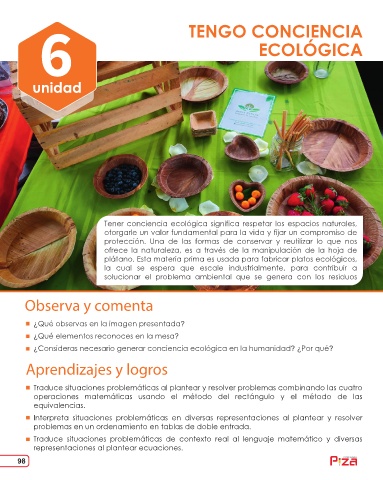 6
unidad
TENGO CONCIENCIA
ECOLÓGICA
Tener conciencia ecológica significa respetar los espacios naturales,
otorgarle un valor fundamental para la vida y fijar un compromiso de
protección. Una de las formas de conservar y reutilizar lo que nos
ofrece la naturaleza, es a través de la manipulación de la hoja de
plátano. Esta materia prima es usada para fabricar platos ecológicos,
la cual se espera que escale industrialmente, para contribuir a
solucionar el problema ambiental que se genera con los residuos
Observa y comenta
¿Qué observas en la imagen presentada?
¿Qué elementos reconoces en la mesa?
¿Consideras necesario generar conciencia ecológica en la humanidad? ¿Por qué?
Aprendizajes y logros
Traduce situaciones problemáticas al plantear y resolver problemas combinando las cuatro
operaciones matemáticas usando el método del rectángulo y el método de las
equivalencias.
Interpreta situaciones problemáticas en diversas representaciones al plantear y resolver
problemas en un ordenamiento en tablas de doble entrada.
Traduce situaciones problemáticas de contexto real al lenguaje matemático y diversas
representaciones al plantear ecuaciones.
98